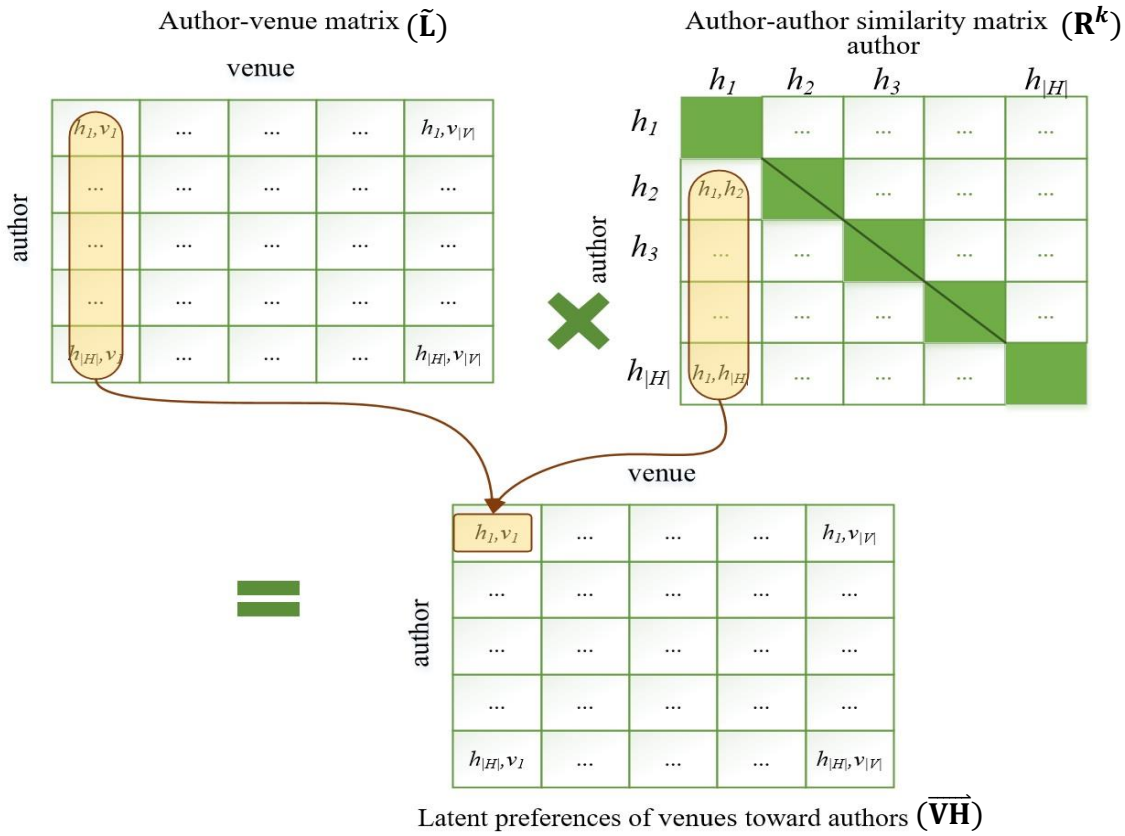 Author-venue matrix (L̃)
Author-author similarity matrix (Rᵏ)
venue
author
h₁ h₂ h₃ h|H|
author
h₁,v₁ ... ... ... h₁,v|V|
... ... ... ... ...
... ... ... ... ...
... ... ... ... ...
h|H|,v₁ ... ... ... h|H|,v|V|
author
h₁ ... ... ... ...
h₂ h₁,h₂ ... ... ...
h₃ ... ... ... ...
... ... ... ...
h|H| h₁,h|H| ... ... ...
venue
author
h₁,v₁ ... ... ... h₁,v|V|
... ... ... ... ...
... ... ... ... ...
... ... ... ... ...
h|H|,v₁ ... ... ... h|H|,v|V|
Latent preferences of venues toward authors (V⃗H⃗)